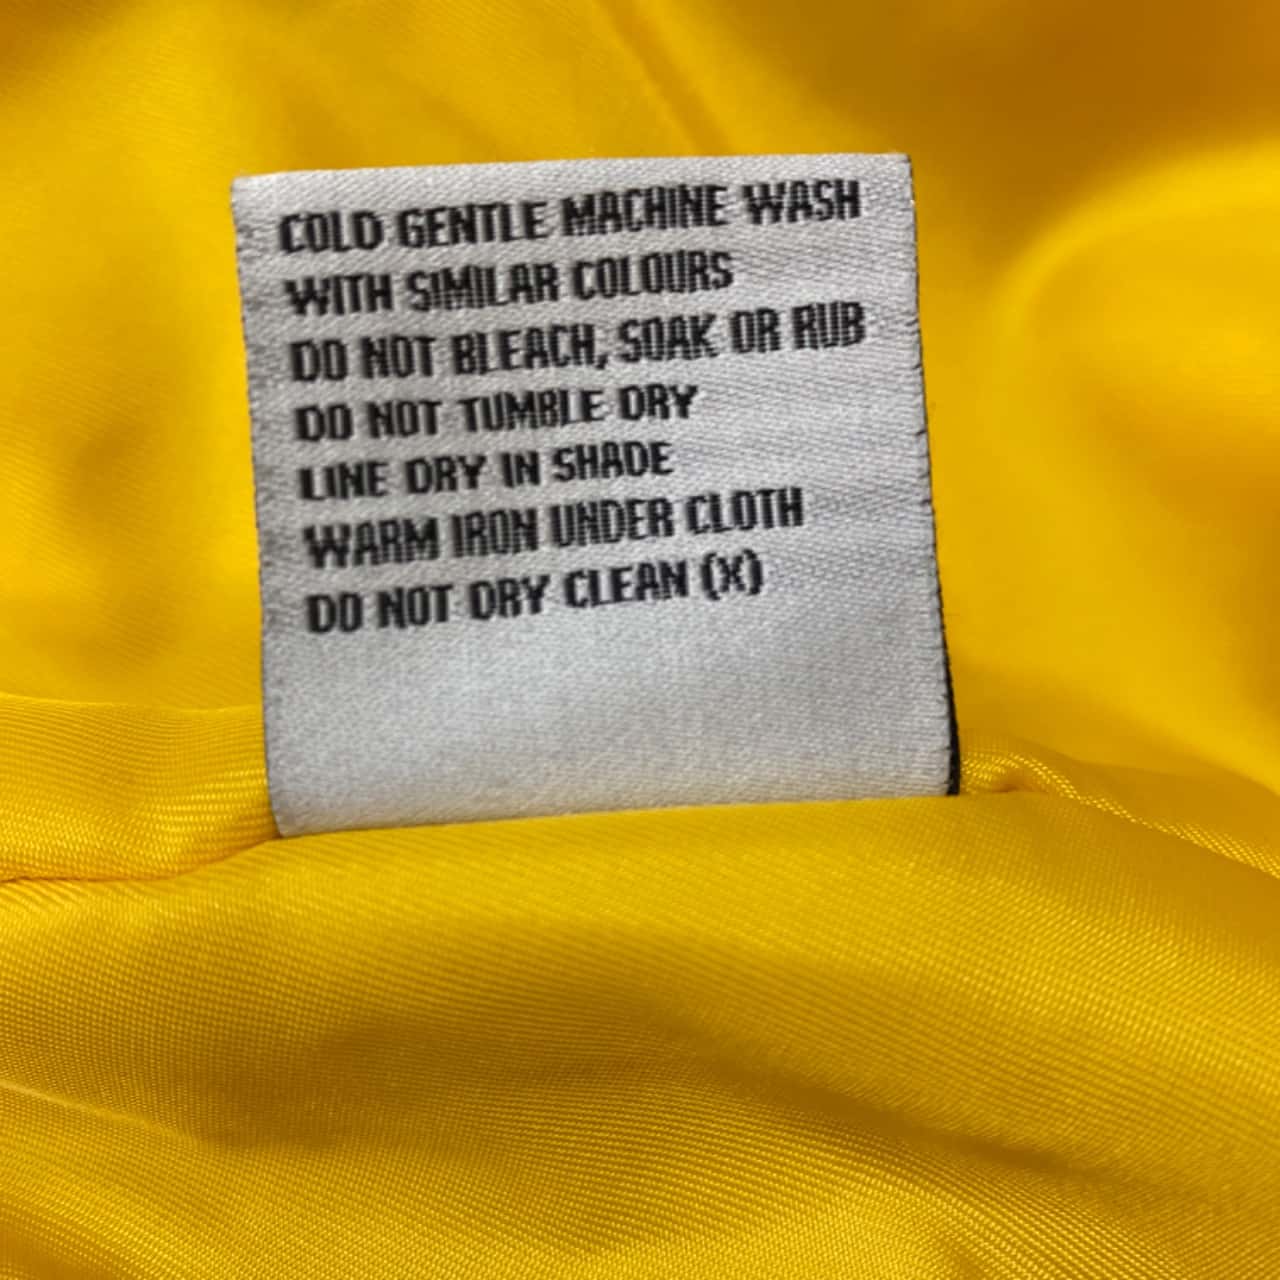 COLD GENTLE MACHINE WASH
WITH SIMILAR COLOURS
DO NOT BLEACH, SOAK OR RUB
DO NOT TUMBLE DRY
LINE DRY IN SHADE
WARM IRON UNDER CLOTH
DO NOT DRY CLEAN (X)